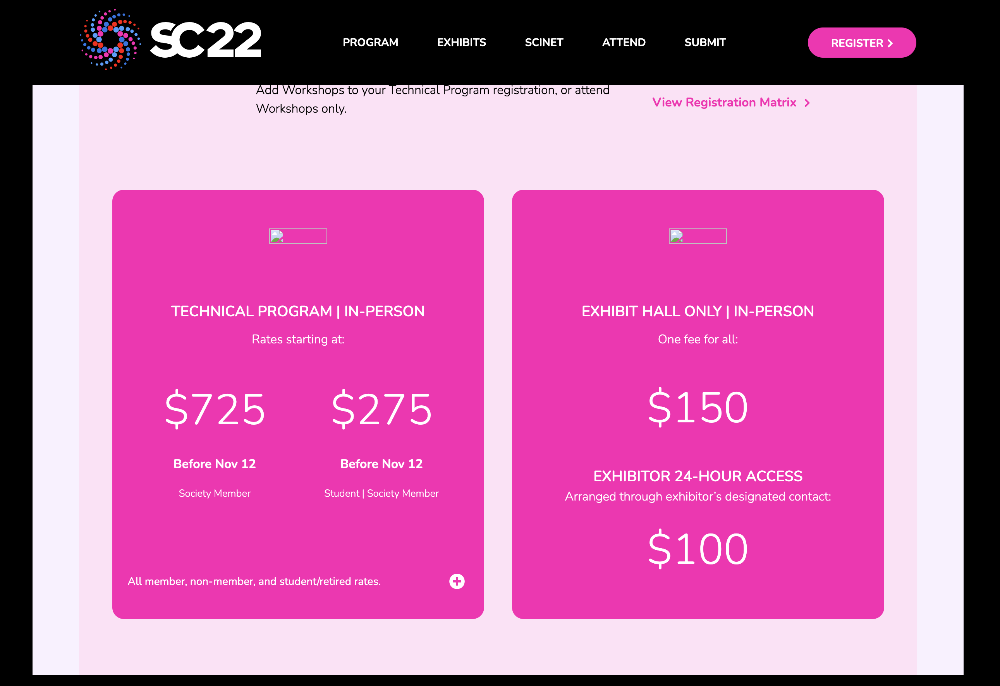 SC22
PROGRAM
EXHIBITS
SCINET
ATTEND
SUBMIT
REGISTER
Add Workshops to your Technical Program registration, or attend
Workshops only.
View Registration Matrix
TECHNICAL PROGRAM | IN-PERSON
Rates starting at:
$725
$275
Before Nov 12
Before Nov 12
Society Member
Student | Society Member
All member, non-member, and student/retired rates.
EXHIBIT HALL ONLY | IN-PERSON
One fee for all:
$150
EXHIBITOR 24-HOUR ACCESS
Arranged through exhibitor’s designated contact:
$100